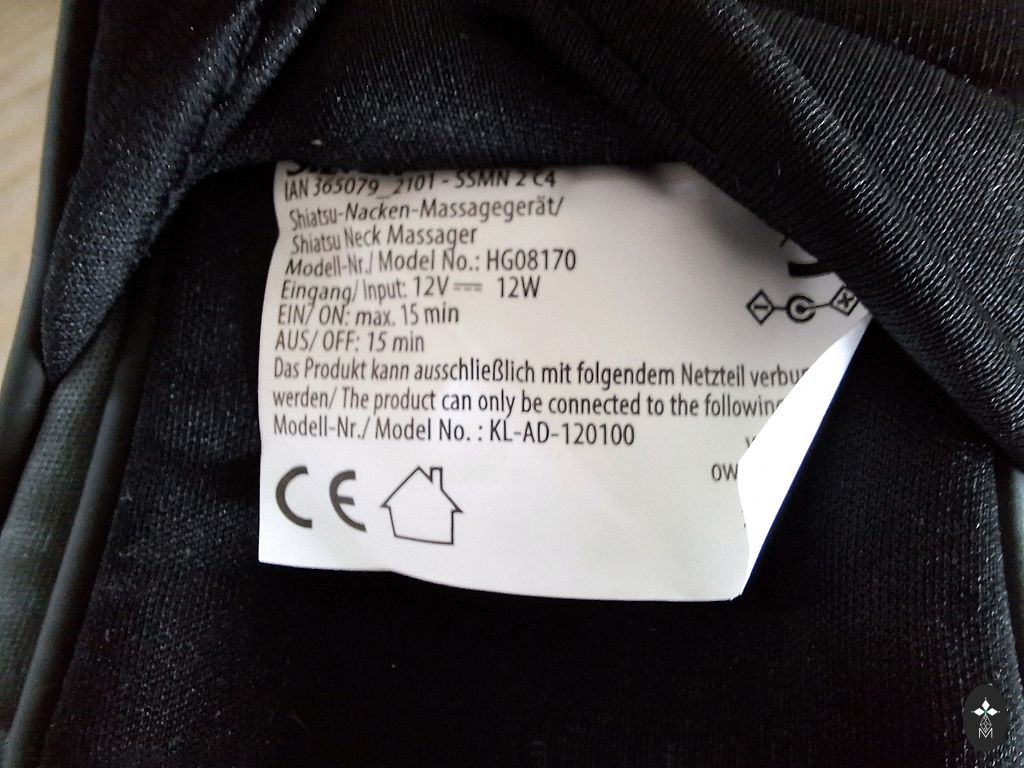 IAN 365079_2101 - SSMN 2 C4
Shiatsu-Nacken-Massagegerät/
Shiatsu Neck Massager
Modell-Nr./ Model No.: HG08170
Eingang/ Input: 12V⎓ 12W
EIN/ ON: max. 15 min
AUS/ OFF: 15 min
Das Produkt kann ausschließlich mit folgendem Netzteil
werden/ The product can only be connected to the following
Modell-Nr./ Model No. : KL-AD-120100
CE
M